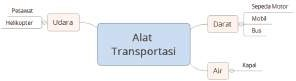 Pesawat
Helikopter
Udara
Alat
Transportasi
Darat
Sepeda Motor
Mobil
Bus
Air
Kapal